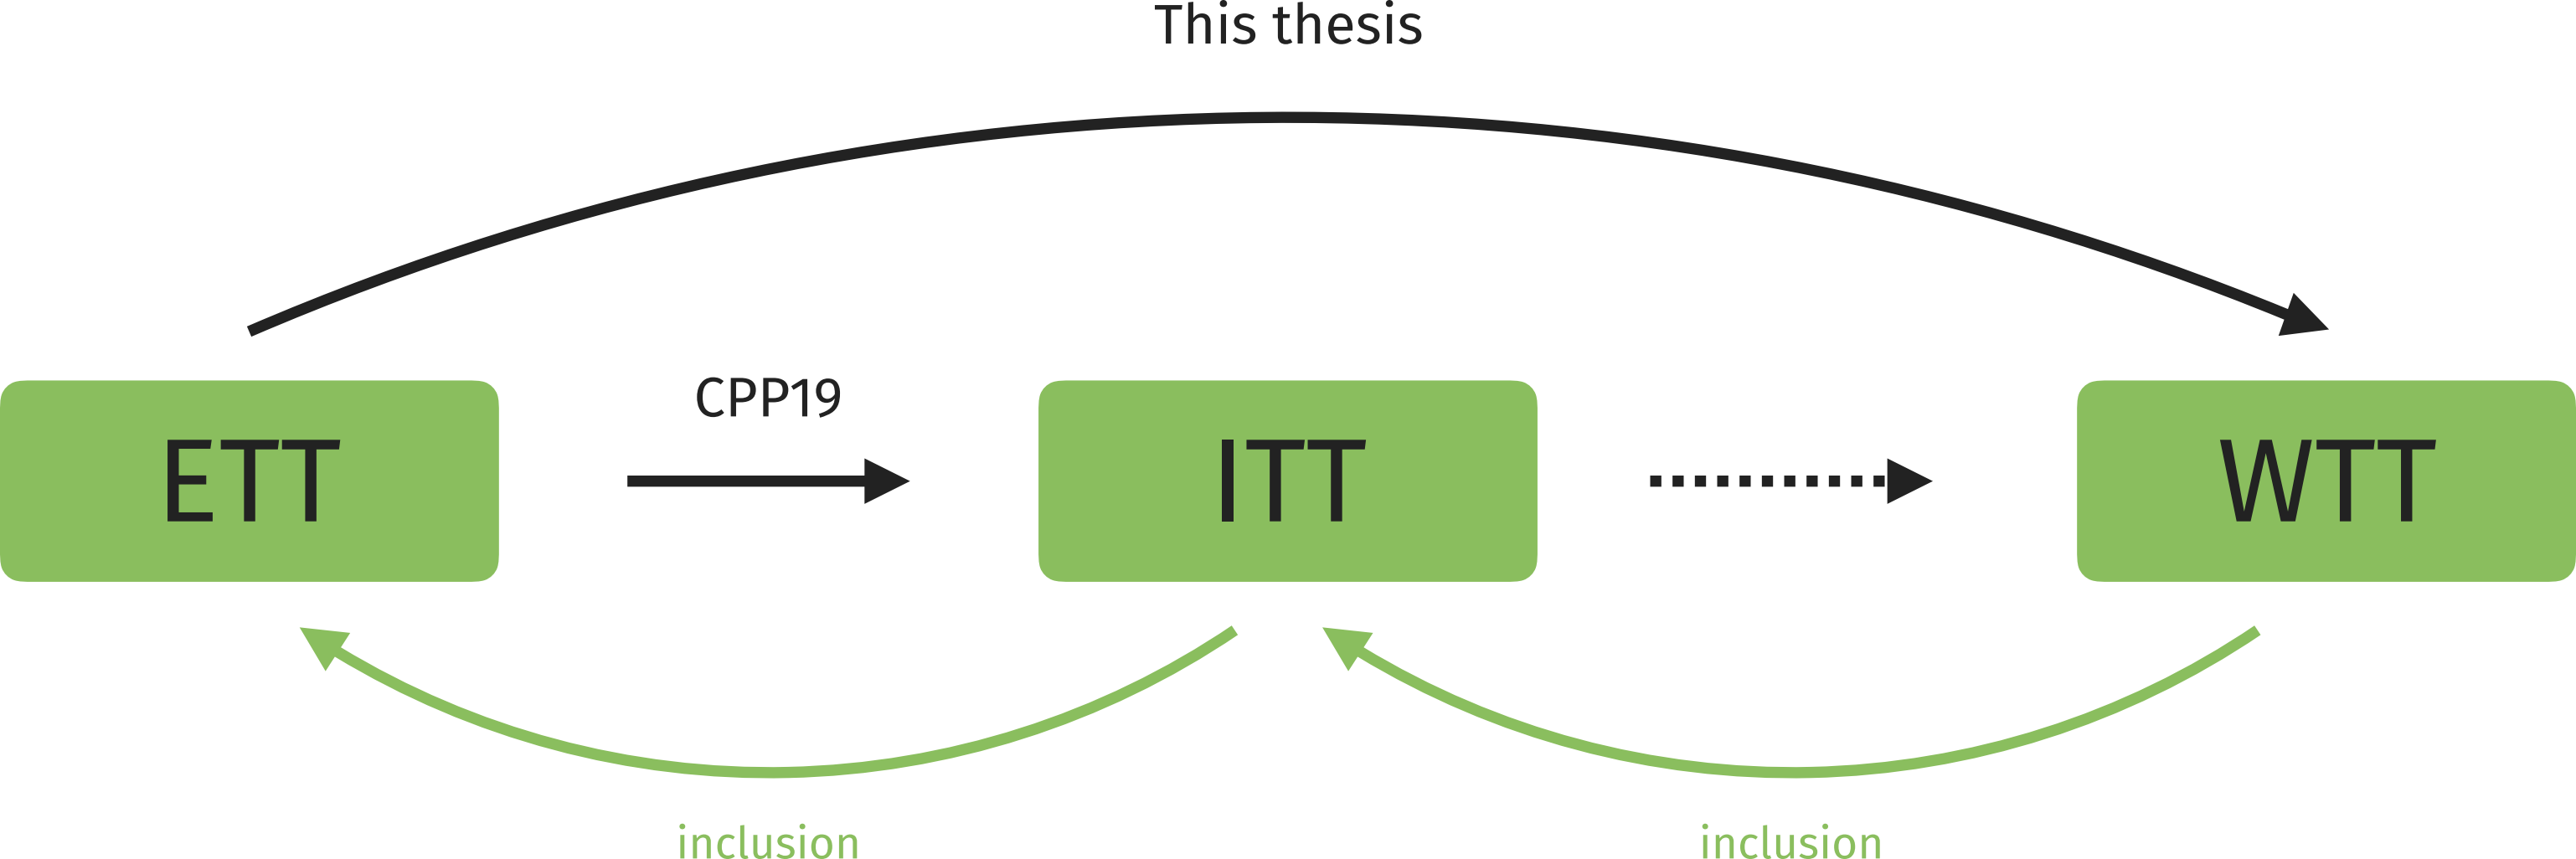 This thesis
CPP19
ETT
ITT
WTT
inclusion
inclusion